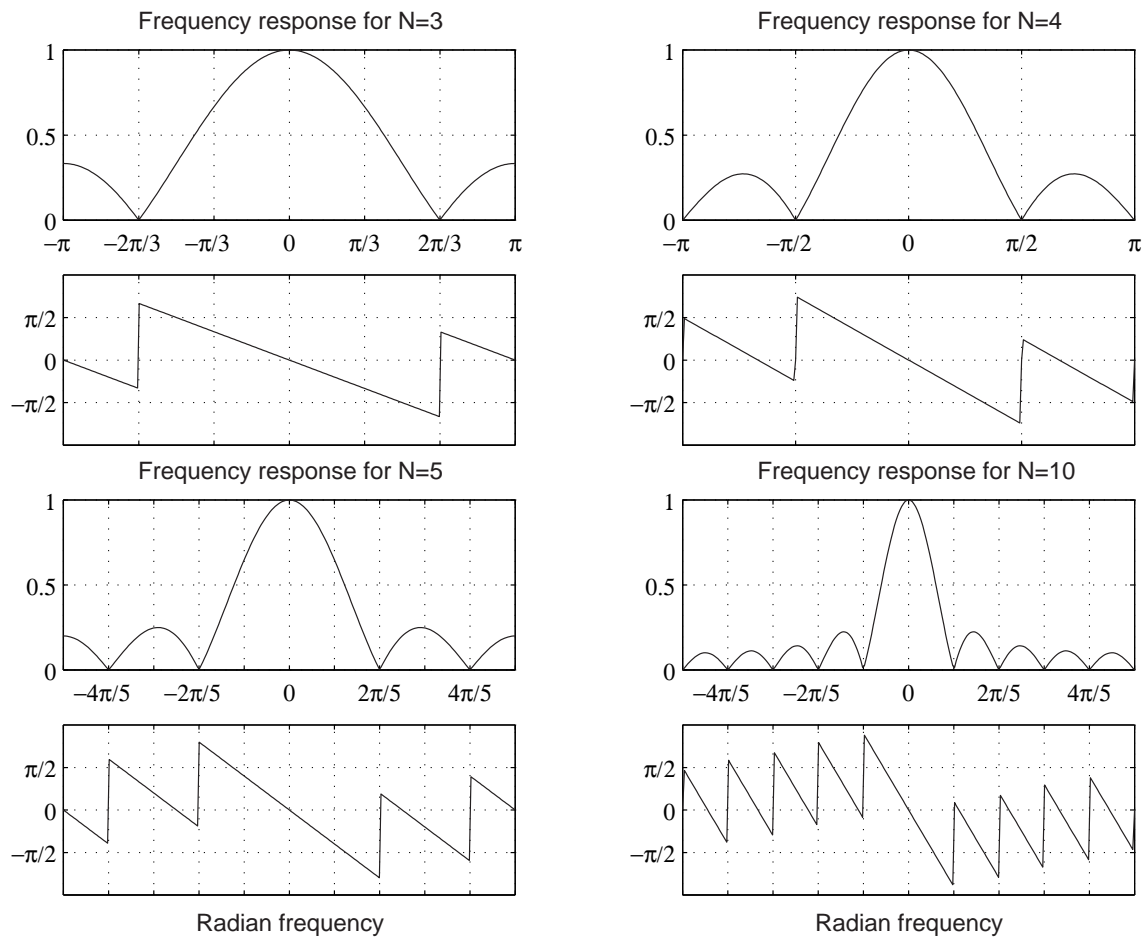 Frequency response for N=3
1
0.5
0
−π −2π/3 −π/3 0 π/3 2π/3 π
π/2
0
−π/2
Frequency response for N=4
1
0.5
0
−π −π/2 0 π/2 π
π/2
0
−π/2
Frequency response for N=5
1
0.5
0
−4π/5 −2π/5 0 2π/5 4π/5
π/2
0
−π/2
Radian frequency
Frequency response for N=10
1
0.5
0
−4π/5 −2π/5 0 2π/5 4π/5
π/2
0
−π/2
Radian frequency